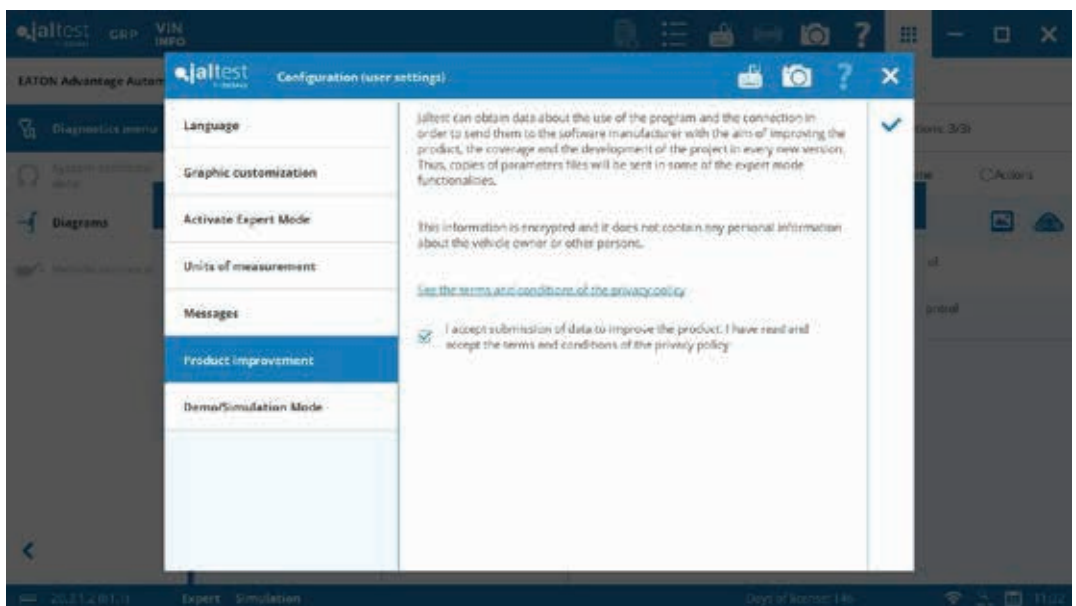 jaltest GRP VIN INFO
jaltest Configuration (user settings)
EATON Advantage Autom
Diagnostics menu
Diagrams
Language
Graphic customization
Activate Expert Mode
Units of measurement
Messages
Product improvement
Demo/Simulation Mode
Jaltest can obtain data about the use of the program and the connection in
order to send them to the software manufacturer with the aim of improving the
product, the coverage and the development of the project in every new version.
Thus, copies of parameters files will be sent in some of the expert mode
functionalities.
This information is encrypted and it does not contain any personal information
about the vehicle owner or other persons.
See the terms and conditions of the privacy policy
I accept submission of data to improve the product. I have read and
accept the terms and conditions of the privacy policy
Actions
Expert Simulation
Days of license: 146
11:02